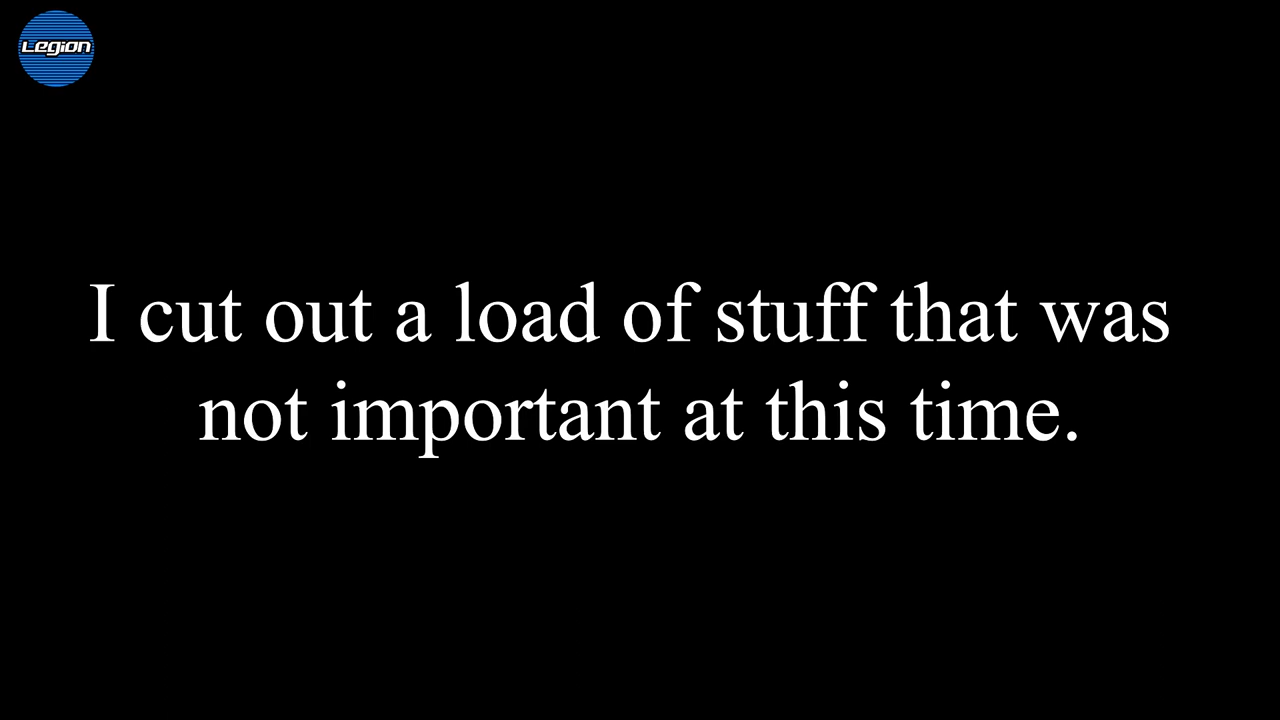 Legion
I cut out a load of stuff that was
not important at this time.